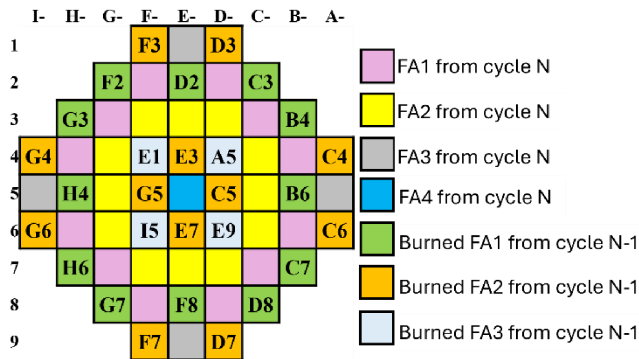 I- H- G- F- E- D- C- B- A-
1 F3 D3
2 F2 D2 C3
3 G3 B4
4 G4 E1 E3 A5 C4
5 H4 G5 C5 B6
6 G6 I5 E7 E9 C6
7 H6 C7
8 G7 F8 D8
9 F7 D7
FA1 from cycle N
FA2 from cycle N
FA3 from cycle N
FA4 from cycle N
Burned FA1 from cycle N-1
Burned FA2 from cycle N-1
Burned FA3 from cycle N-1